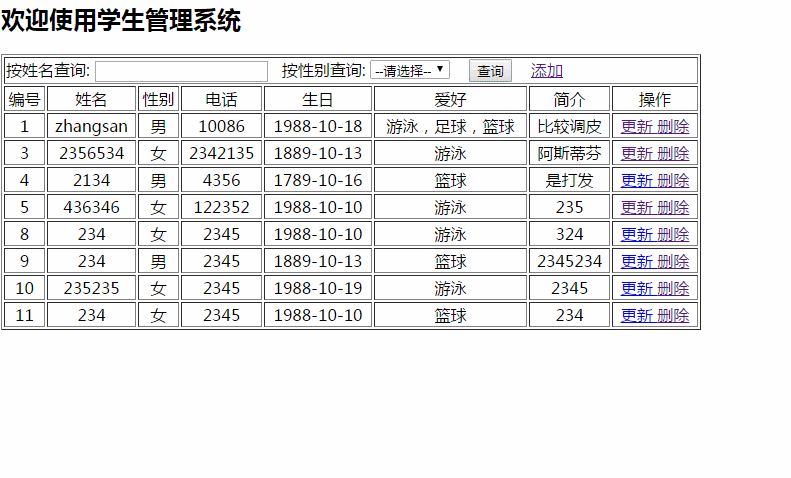 欢迎使用学生管理系统
按姓名查询: 按性别查询: --请选择-- 查询 添加
编号 姓名 性别 电话 生日 爱好 简介 操作
1 zhangsan 男 10086 1988-10-18 游泳，足球，篮球 比较调皮 更新 删除
3 2356534 女 2342135 1889-10-13 游泳 阿斯蒂芬 更新 删除
4 2134 男 4356 1789-10-16 篮球 是打发 更新 删除
5 436346 女 122352 1988-10-10 游泳 235 更新 删除
8 234 女 2345 1988-10-10 游泳 324 更新 删除
9 234 男 2345 1889-10-13 篮球 2345234 更新 删除
10 235235 女 2345 1988-10-19 游泳 2345 更新 删除
11 234 女 2345 1988-10-10 篮球 234 更新 删除